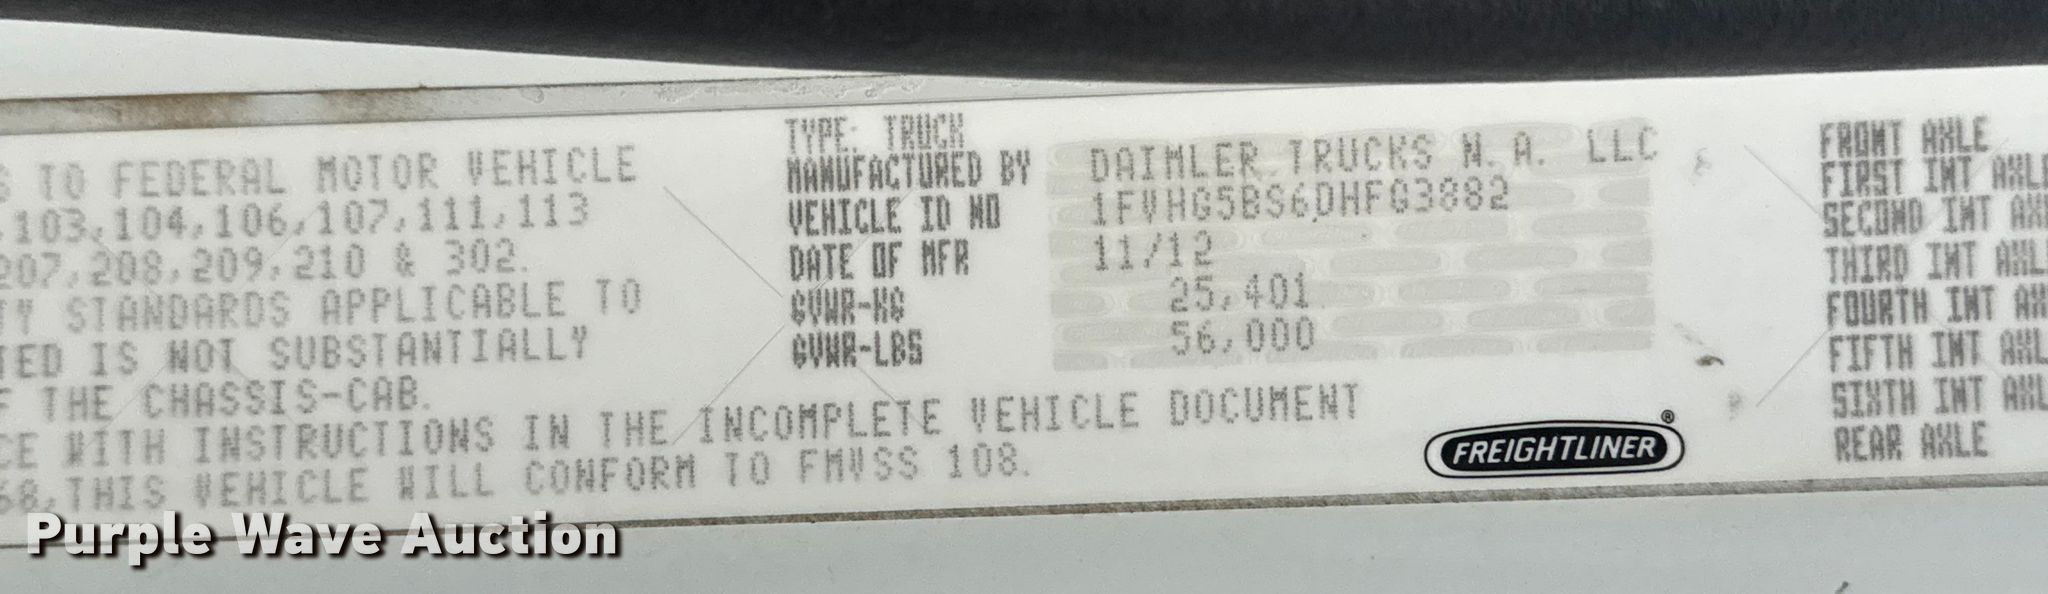 S TO FEDERAL MOTOR VEHICLE
,103,104,106,107,111,113
207,208,209,210 & 302.
TY STANDARDS APPLICABLE TO
TED IS NOT SUBSTANTIALLY
F THE CHASSIS-CAB.
CE WITH INSTRUCTIONS IN THE INCOMPLETE VEHICLE DOCUMENT
68,THIS VEHICLE WILL CONFORM TO FMVSS 108.
TYPE: TRUCK
MANUFACTURED BY DAIMLER TRUCKS N.A. LLC
VEHICLE ID NO 1FVHG5BS6DHFG3882
DATE OF MFR 11/12
GVWR-KG 25,401
GVWR-LBS 56,000
FREIGHTLINER®
FRONT AXLE
FIRST INT AXLE
SECOND INT AX
THIRD INT AXL
FOURTH INT AX
FIFTH INT AXL
SIXTH INT AXL
REAR AXLE
Purple Wave Auction